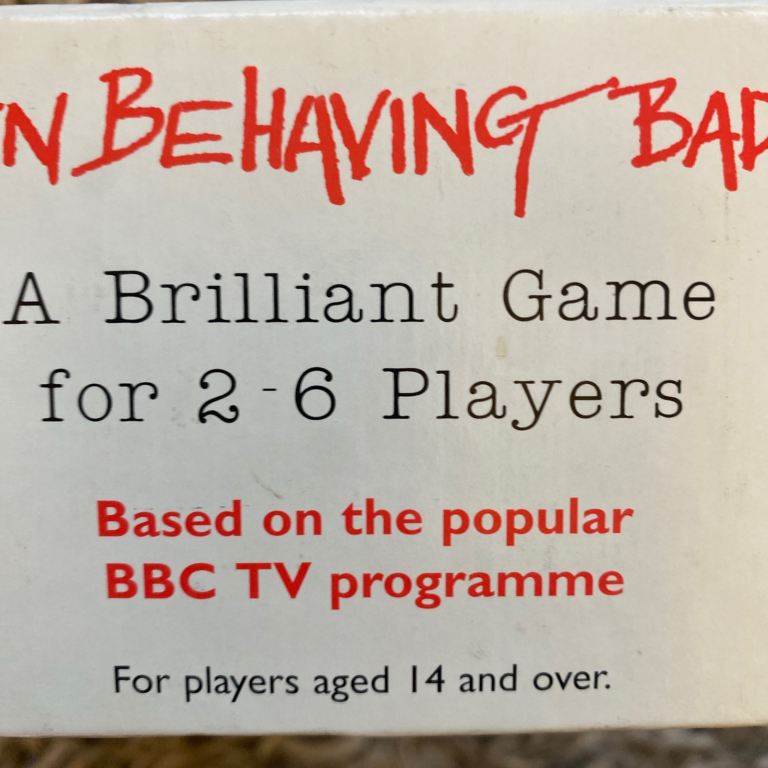 N BEHAVING BAD
A Brilliant Game
for 2-6 Players
Based on the popular
BBC TV programme
For players aged 14 and over.